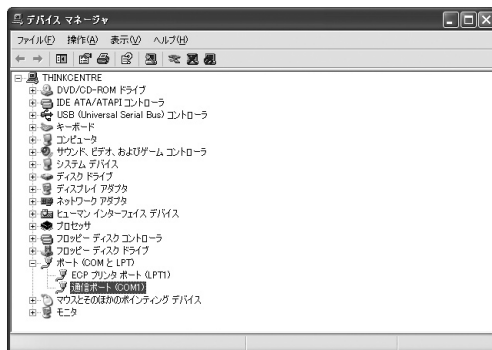 デバイス マネージャ
ファイル(F) 操作(A) 表示(V) ヘルプ(H)
THINKCENTRE
DVD/CD-ROM ドライブ
IDE ATA/ATAPI コントローラ
USB (Universal Serial Bus) コントローラ
キーボード
コンピュータ
サウンド、ビデオ、およびゲーム コントローラ
システム デバイス
ディスク ドライブ
ディスプレイ アダプタ
ネットワーク アダプタ
ヒューマン インターフェイス デバイス
プロセッサ
フロッピー ディスク コントローラ
フロッピー ディスク ドライブ
ポート (COM と LPT)
ECP プリンタ ポート (LPT1)
通信ポート (COM1)
マウスとそのほかのポインティング デバイス
モニタ